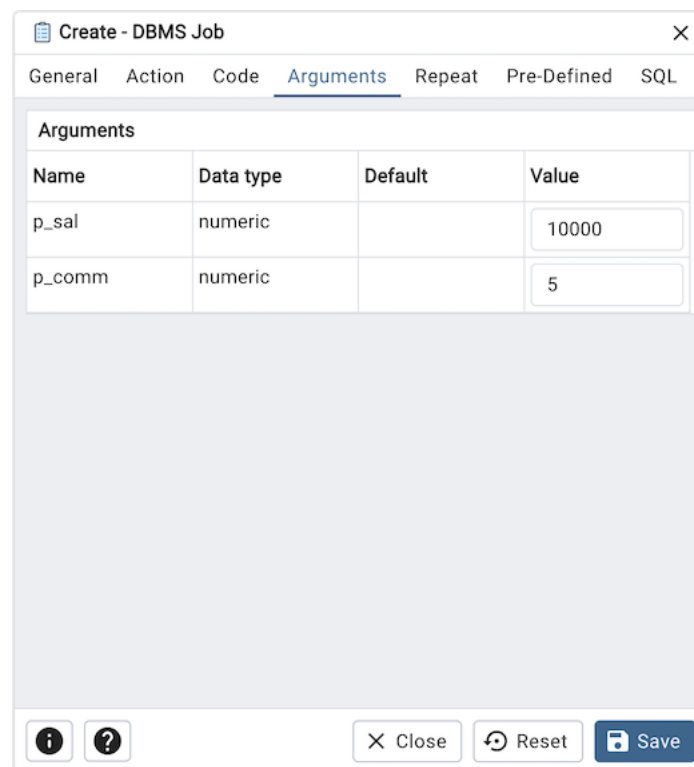 Create - DBMS Job
General Action Code Arguments Repeat Pre-Defined SQL
Arguments
Name Data type Default Value
p_sal numeric 10000
p_comm numeric 5
Close Reset Save